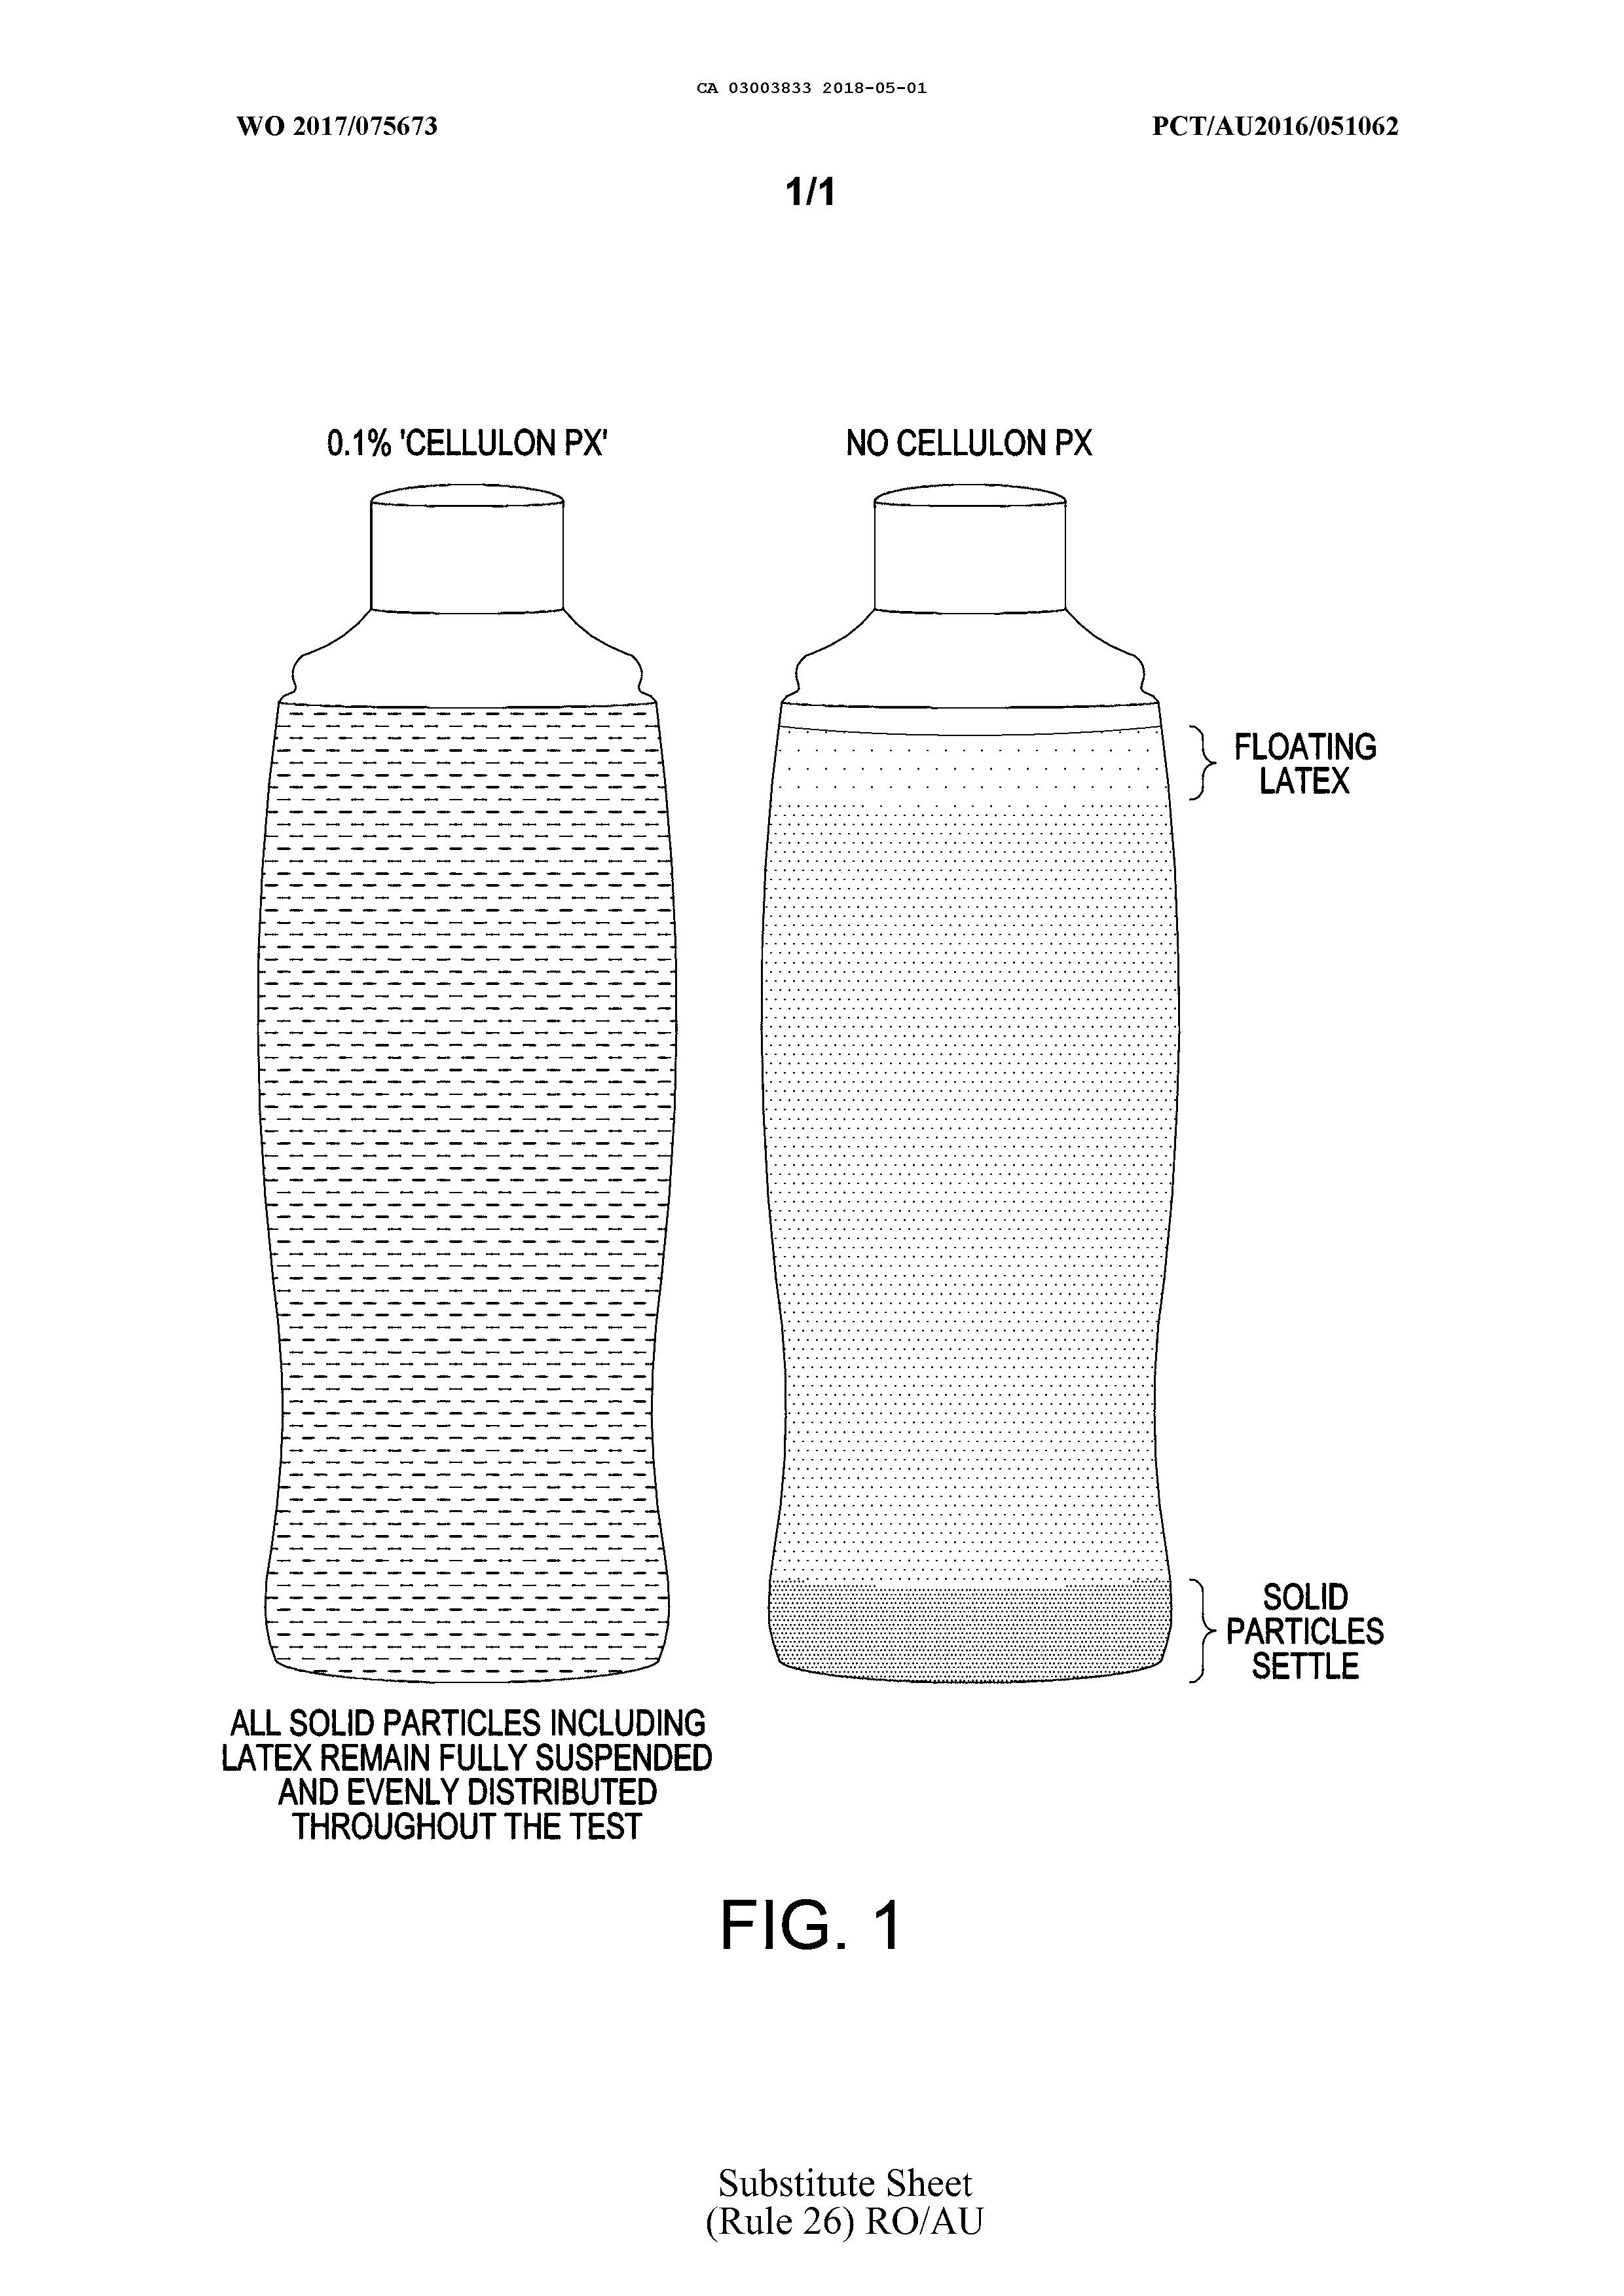 CA 03003833 2018-05-01
WO 2017/075673
PCT/AU2016/051062
1/1
0.1% 'CELLULON PX'
NO CELLULON PX
FLOATING
LATEX
SOLID
PARTICLES
SETTLE
ALL SOLID PARTICLES INCLUDING
LATEX REMAIN FULLY SUSPENDED
AND EVENLY DISTRIBUTED
THROUGHOUT THE TEST
FIG. 1
Substitute Sheet
(Rule 26) RO/AU